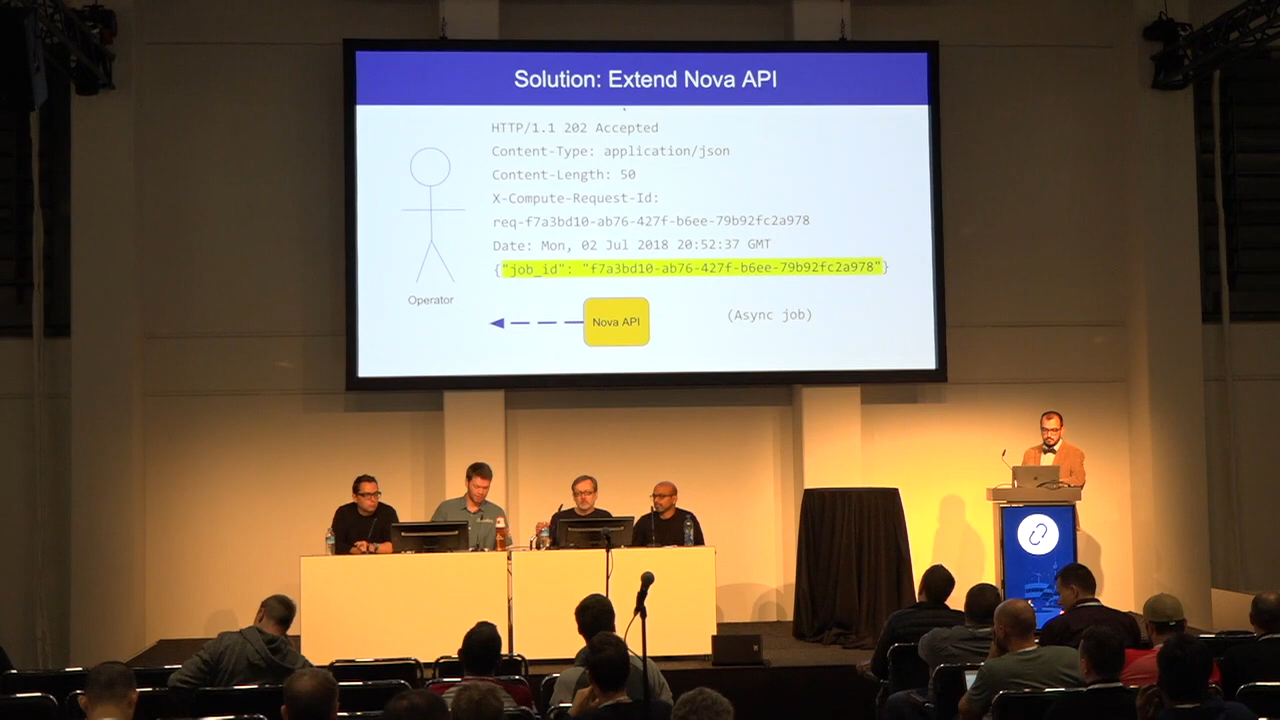 Solution: Extend Nova API
HTTP/1.1 202 Accepted
Content-Type: application/json
Content-Length: 50
X-Compute-Request-Id:
req-f7a3bd10-ab76-427f-b6ee-79b92fc2a978
Date: Mon, 02 Jul 2018 20:52:37 GMT
{"job_id": "f7a3bd10-ab76-427f-b6ee-79b92fc2a978"}
Operator
Nova API
(Async job)